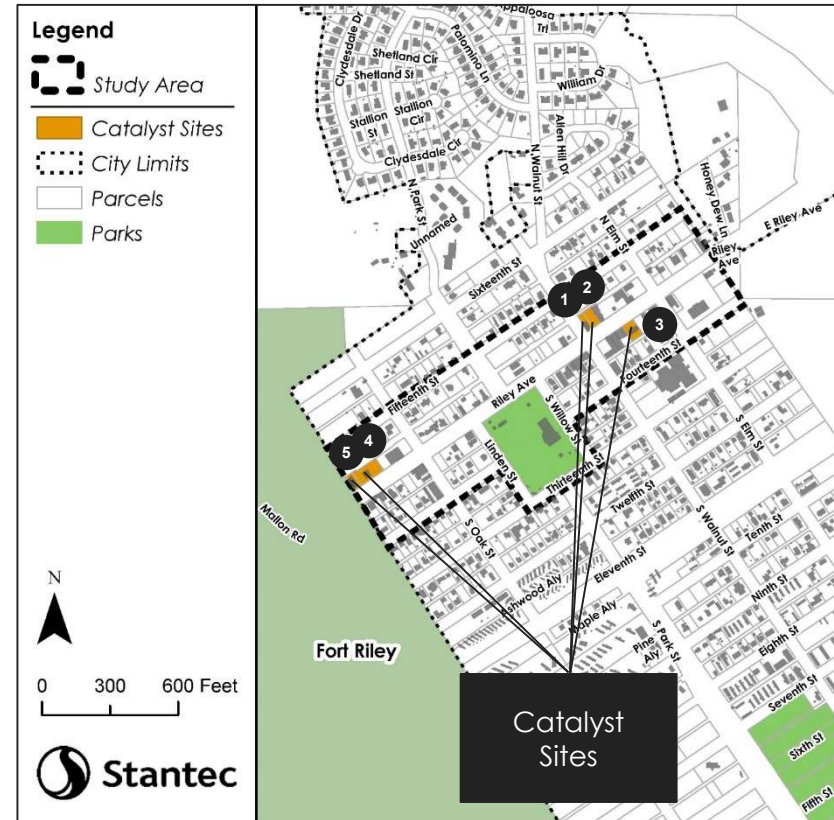 Legend
Study Area
Catalyst Sites
City Limits
Parcels
Parks
N
0 300 600 Feet
Stantec
Trl
Clydesdale Dr
Shetland Cir
Shetland St
Palomino Ln
William Dr
Stallion St
Stallion Cir
Clydesdale Cir
Allen Hill Dr
N Walnut St
N Park St
Unnamed
Honey Dew Ln
E Riley Ave
Riley Ave
N Elm St
Sixteenth St
1
2
3
Fourteenth St
Fifteenth St
Riley Ave
S Willow St
Linden St
Thirteenth St
S Elm St
5
4
Mallon Rd
S Oak St
Twelfth St
S Walnut St
Tenth St
Eleventh St
Ashwood Aly
Ninth St
Maple Aly
Eighth St
Pine Aly
S Park St
Seventh St
Fort Riley
Catalyst
Sites
Sixth St
Fifth St